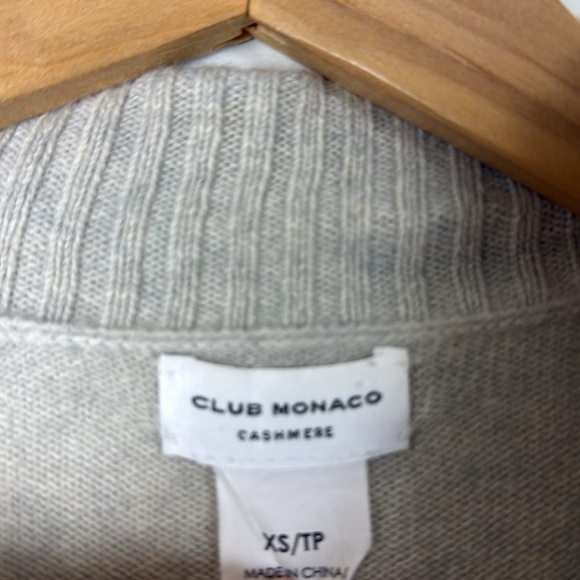 CLUB MONACO
CASHMERE
XS/TP
MADE IN CHINA/